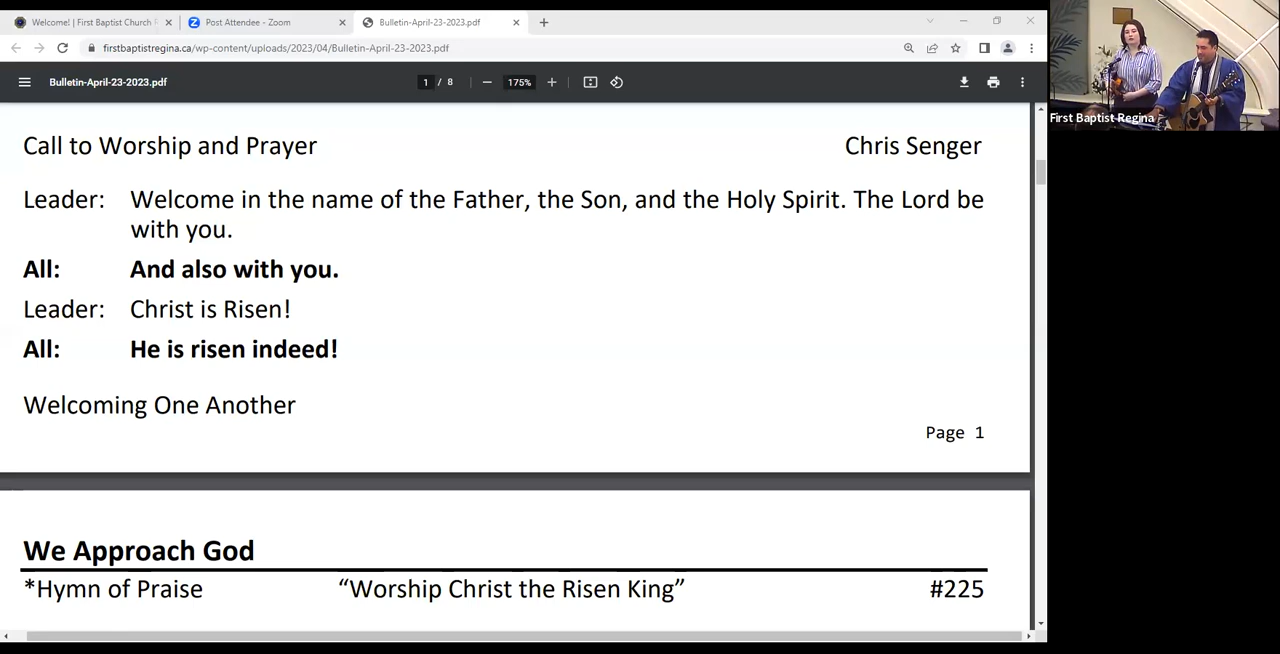 Welcome! | First Baptist Church
Post Attendee - Zoom
Bulletin-April-23-2023.pdf
firstbaptistregina.ca/wp-content/uploads/2023/04/Bulletin-April-23-2023.pdf
Bulletin-April-23-2023.pdf
1 / 8
175%
First Baptist Regina
Call to Worship and Prayer Chris Senger
Leader: Welcome in the name of the Father, the Son, and the Holy Spirit. The Lord be
with you.
All: And also with you.
Leader: Christ is Risen!
All: He is risen indeed!
Welcoming One Another
Page 1
We Approach God
*Hymn of Praise “Worship Christ the Risen King” #225